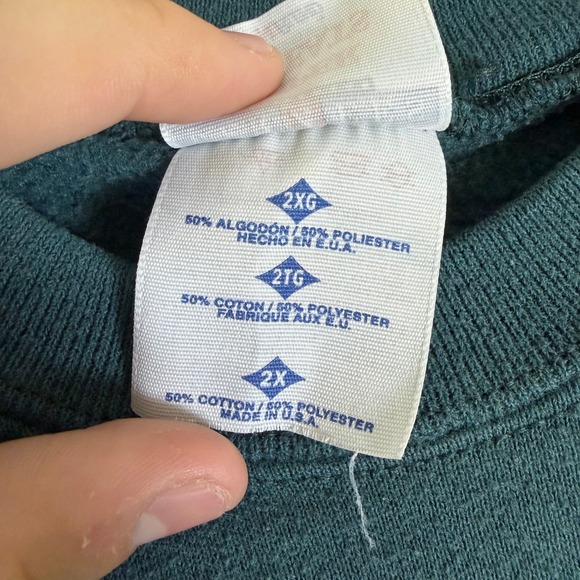 2XG
50% ALGODÓN / 50% POLIESTER
HECHO EN E.U.A.
2TG
50% COTON / 50% POLYESTER
FABRIQUE AUX E.U.
2X
50% COTTON / 50% POLYESTER
MADE IN U.S.A.